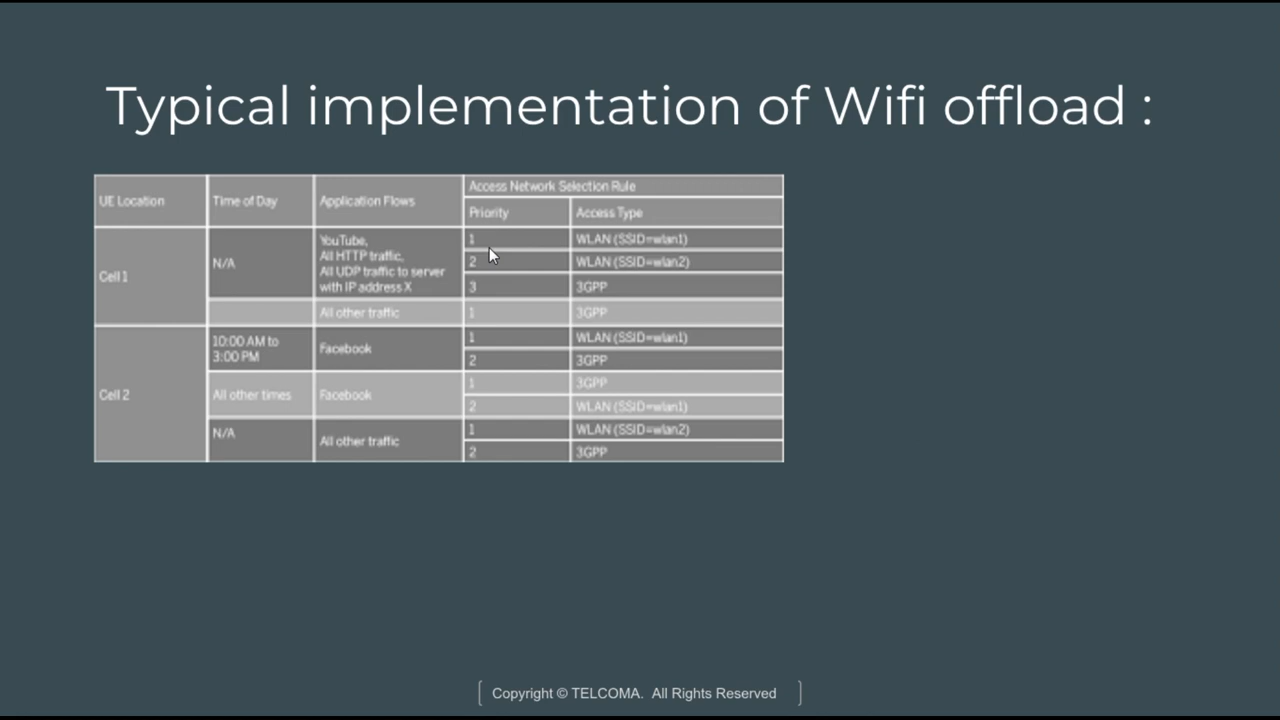 Typical implementation of Wifi offload :
UE Location
Time of Day
Application Flows
Access Network Selection Rule
Priority
Access Type
Cell 1
N/A
YouTube,
All HTTP traffic,
All UDP traffic to server
with IP address X
1
WLAN (SSID=wlan1)
2
WLAN (SSID=wlan2)
3
3GPP
All other traffic
1
3GPP
Cell 2
10:00 AM to
3:00 PM
Facebook
1
WLAN (SSID=wlan1)
2
3GPP
All other times
Facebook
1
3GPP
2
WLAN (SSID=wlan1)
N/A
All other traffic
1
WLAN (SSID=wlan2)
2
3GPP
Copyright © TELCOMA. All Rights Reserved